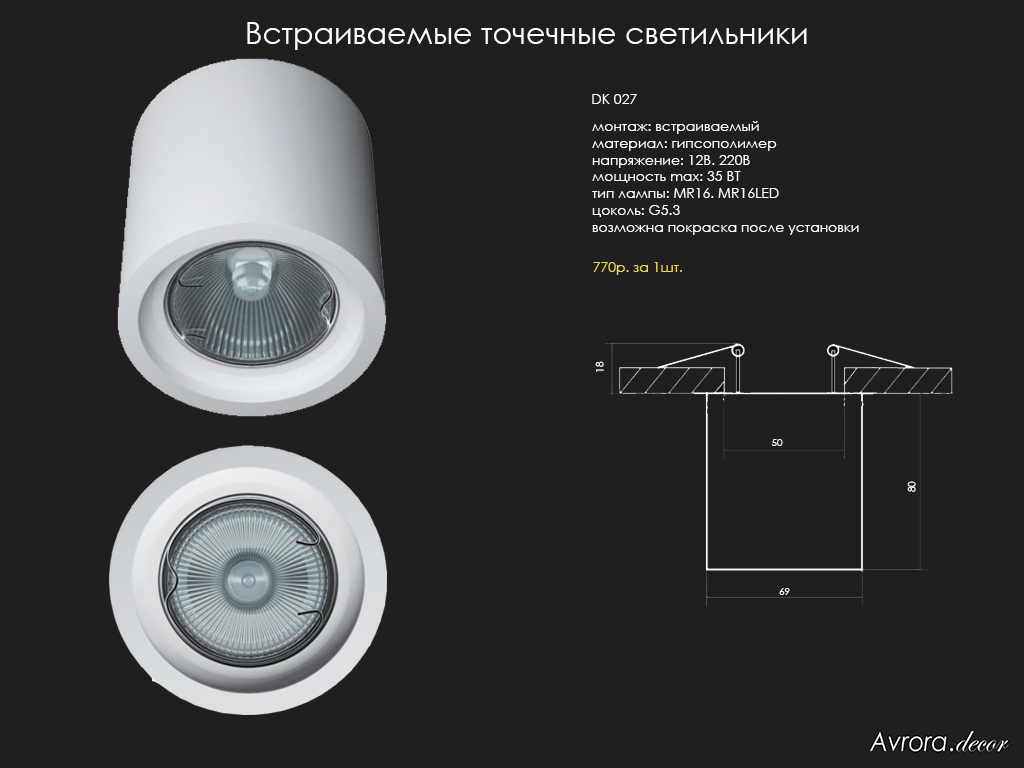 Встраиваемые точечные светильники
DK 027
монтаж: встраиваемый
материал: гипсополимер
напряжение: 12В. 220В
мощность max: 35 ВТ
тип лампы: MR16. MR16LED
цоколь: G5.3
возможна покраска после установки
770р. за 1шт.
18
50
80
69
Avrora.decor